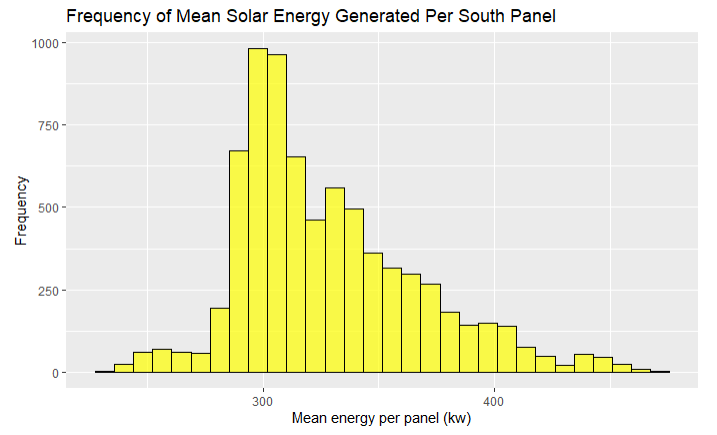 Frequency of Mean Solar Energy Generated Per South Panel
1000
750
500
250
0
Frequency
300 400
Mean energy per panel (kw)